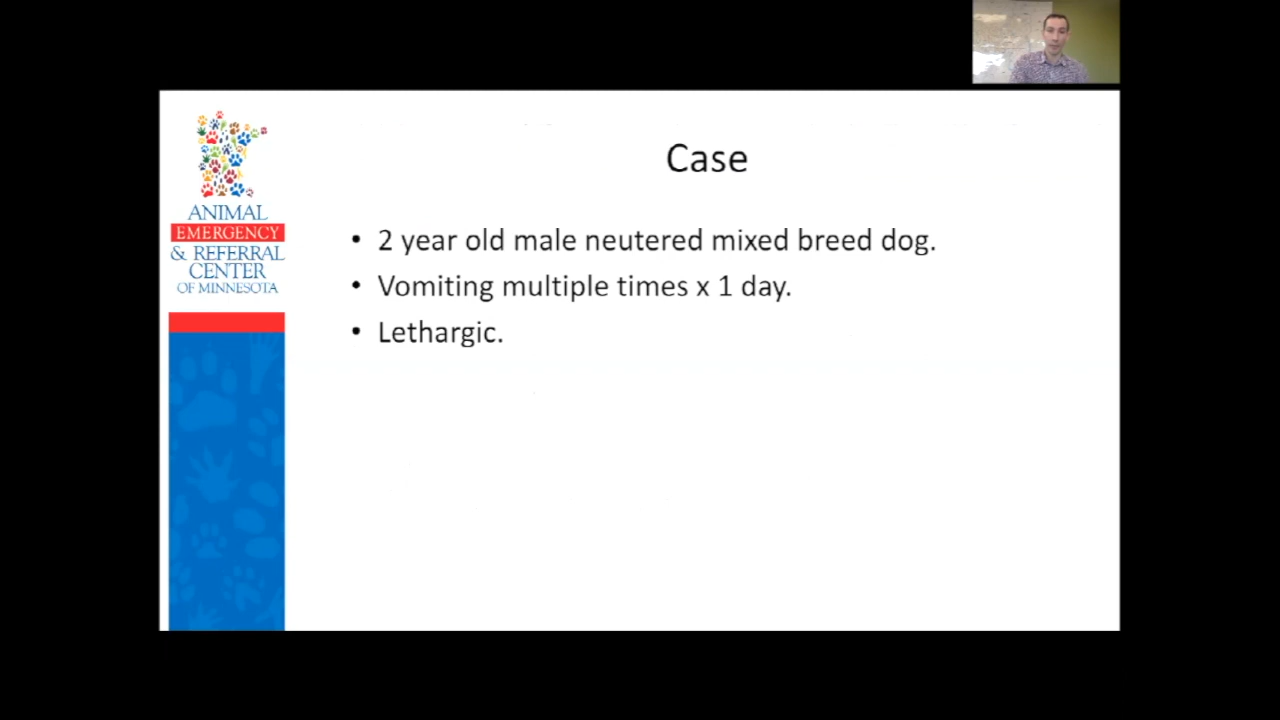 Case
ANIMAL
EMERGENCY
& REFERRAL
CENTER
OF MINNESOTA
• 2 year old male neutered mixed breed dog.
• Vomiting multiple times x 1 day.
• Lethargic.